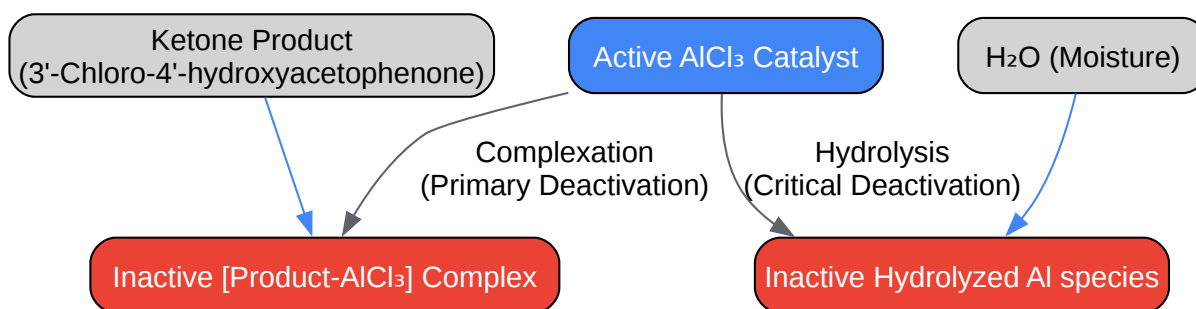 Ketone Product
(3'-Chloro-4'-hydroxyacetophenone)
Active AlCl₃ Catalyst
H₂O (Moisture)
Complexation
(Primary Deactivation)
Hydrolysis
(Critical Deactivation)
Inactive [Product-AlCl₃] Complex
Inactive Hydrolyzed Al species